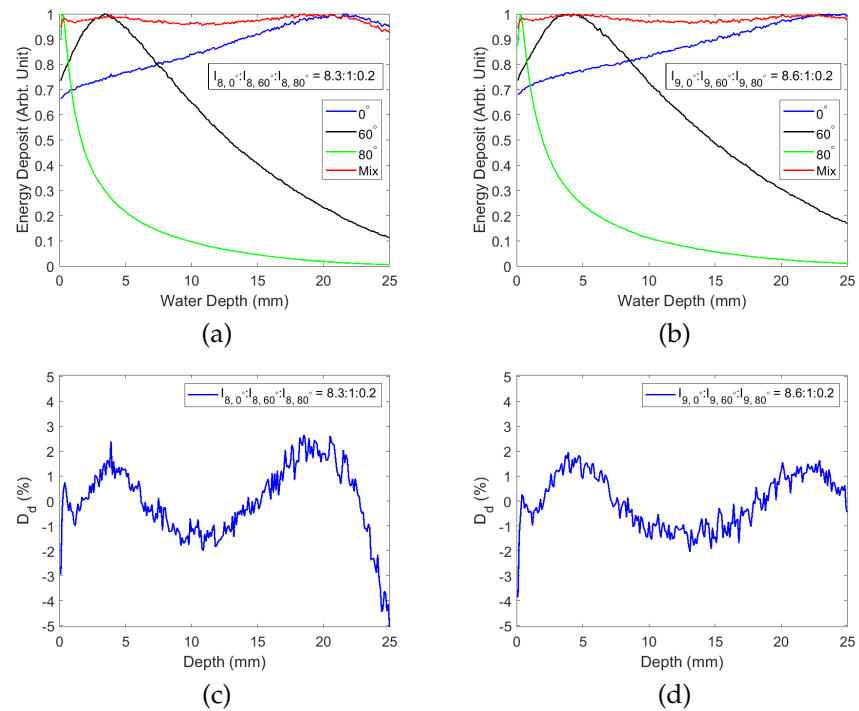 Energy Deposit (Arbt. Unit)
1
0.9
0.8
0.7
0.6
0.5
0.4
0.3
0.2
0.1
0
I8, 0°:I8, 60°:I8, 80° = 8.3:1:0.2
0°
60°
80°
Mix
0 5 10 15 20 25
Water Depth (mm)
(a)
Energy Deposit (Arbt. Unit)
1
0.9
0.8
0.7
0.6
0.5
0.4
0.3
0.2
0.1
0
I9, 0°:I9, 60°:I9, 80° = 8.6:1:0.2
0°
60°
80°
Mix
0 5 10 15 20 25
Water Depth (mm)
(b)
Dd (%)
5
4
3
2
1
0
-1
-2
-3
-4
-5
I8, 0°:I8, 60°:I8, 80° = 8.3:1:0.2
0 5 10 15 20 25
Depth (mm)
(c)
Dd (%)
5
4
3
2
1
0
-1
-2
-3
-4
-5
I9, 0°:I9, 60°:I9, 80° = 8.6:1:0.2
0 5 10 15 20 25
Depth (mm)
(d)